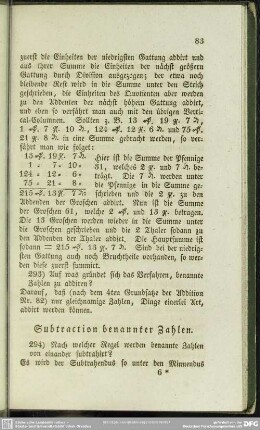 83
zuerst die Einheiten der niedrigsten Gattung addirt und
aus ihrer Summe die Einheiten der nächst größern
Gattung durch Division ausgezogen; der etwa noch
bleibende Rest wird in die Summe unter den Strich
geschrieben, die Einheiten des Quotienten aber werden
zu den Addenden der nächst höhern Gattung addirt,
und eben so verfährt man auch mit den übrigen Verti-
cal-Columnen. Sollten z. B. 13 19 7
1 7 10 124 12 6 und 75
21 8 in eine Summe gebracht werden, so ver-
fährt man wie folgt:
13 19 7 hier ist die Summe der Pfennige
1 = 7 = 10 = 31, welches 2 und 7 be-
124 = 12 = 6 = trägt. Die 7 werden unter
75 = 21 = 8 = die Pfennige in die Summe ge-
215 13 7 schrieben und die 2 zu den
Addenden der Groschen addirt. Nun ist die Summe
der Groschen 61, welche 2 und 13 betragen.
Die 13 Groschen werden wieder in die Summe unter
die Groschen geschrieben und die 2 Thaler sodann zu
den Addenden der Thaler addirt. Die Hauptsumme ist
sodann = 215 13 7 Sind bei der niedrig-
sten Gattung auch noch Bruchtheile vorhanden, so wer-
den diese zuerst summirt.
293) Auf was gründet sich das Verfahren, benannte
Zahlen zu addiren?
Darauf, daß (nach dem 4ten Grundsatze der Addition
Nr. 82) nur gleichnamige Zahlen, Dinge einerlei Art,
addirt werden können.
Subtraction benannter Zahlen.
294) Nach welcher Regel werden benannte Zahlen
von einander subtrahirt?
Es wird der Subtrahendus so unter den Minuendus
6 *